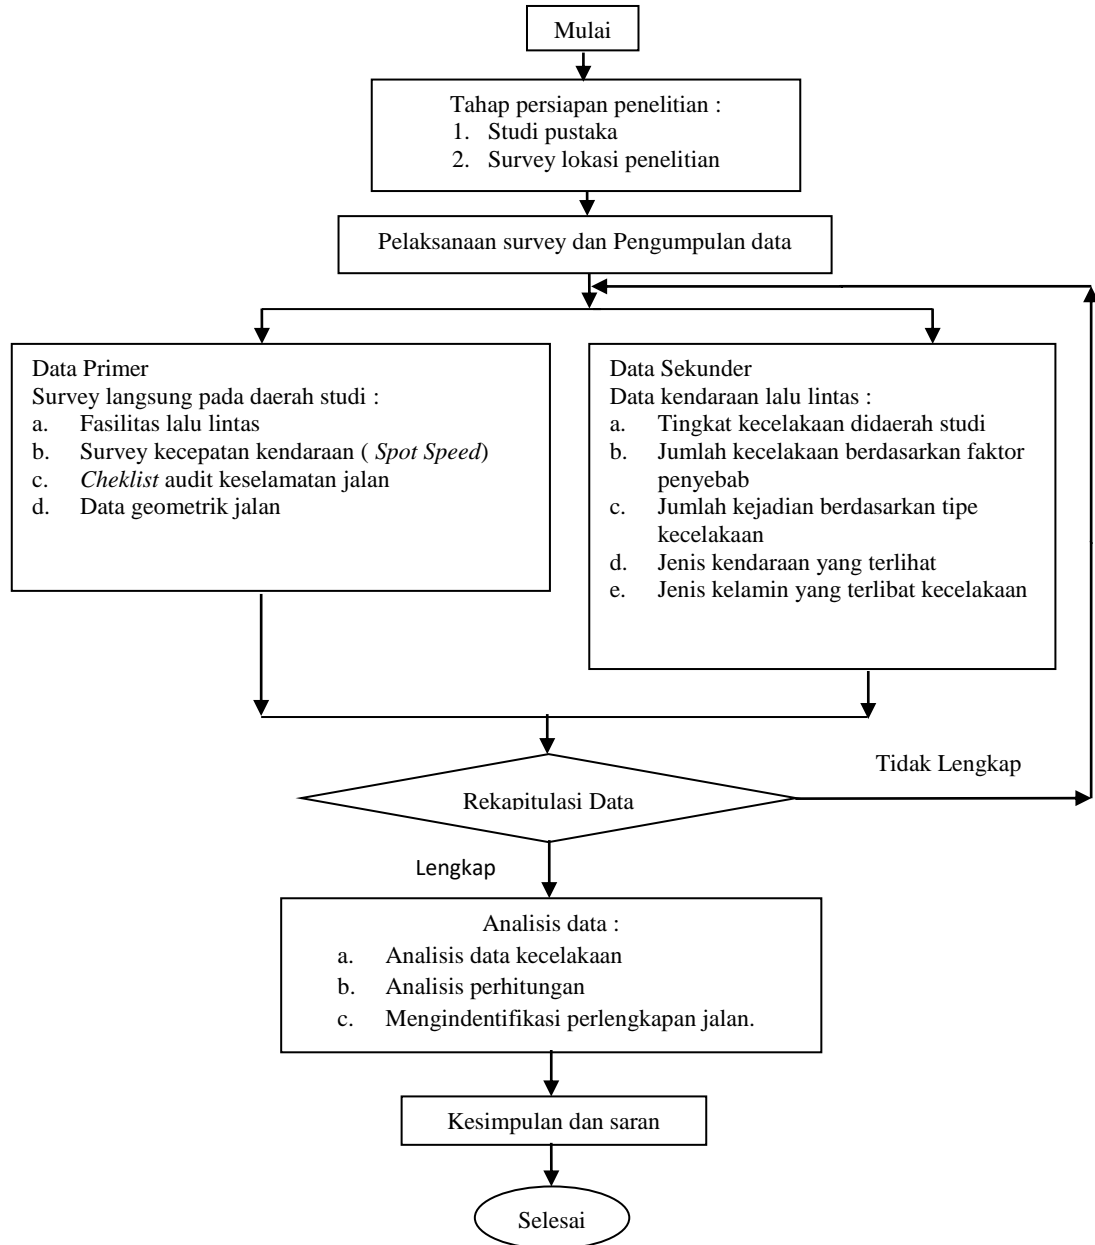 Mulai
Tahap persiapan penelitian :
1. Studi pustaka
2. Survey lokasi penelitian
Pelaksanaan survey dan Pengumpulan data
Data Primer
Survey langsung pada daerah studi :
a. Fasilitas lalu lintas
b. Survey kecepatan kendaraan ( Spot Speed)
c. Cheklist audit keselamatan jalan
d. Data geometrik jalan
Data Sekunder
Data kendaraan lalu lintas :
a. Tingkat kecelakaan didaerah studi
b. Jumlah kecelakaan berdasarkan faktor
penyebab
c. Jumlah kejadian berdasarkan tipe
kecelakaan
d. Jenis kendaraan yang terlihat
e. Jenis kelamin yang terlibat kecelakaan
Tidak Lengkap
Rekapitulasi Data
Lengkap
Analisis data :
a. Analisis data kecelakaan
b. Analisis perhitungan
c. Mengindentifikasi perlengkapan jalan.
Kesimpulan dan saran
Selesai